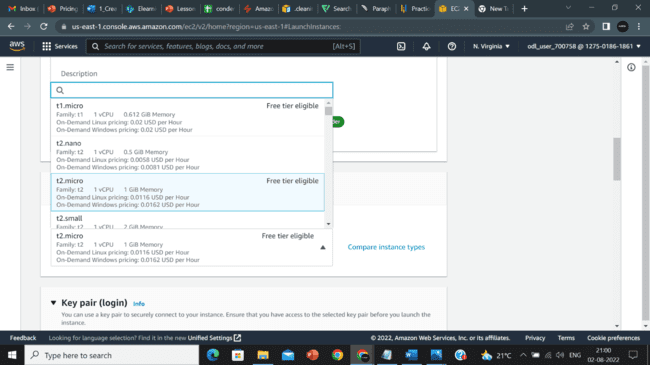 Inbox
Pricing
1_Crea
Elearn
Lesson
conde
Amazo
.clean
Search
Paraph
Practi
EC2
New Ta
us-east-1.console.aws.amazon.com/ec2/v2/home?region=us-east-1#LaunchInstances
aws
Services
Search for services, features, blogs, docs, and more
[Alt+S]
N. Virginia
odl_user_700758 @ 1275-0186-1861
Description
t1.micro
Free tier eligible
Family: t1 1 vCPU 0.612 GiB Memory
On-Demand Linux pricing: 0.02 USD per Hour
On-Demand Windows pricing: 0.02 USD per Hour
t2.nano
Family: t2 1 vCPU 0.5 GiB Memory
On-Demand Linux pricing: 0.0058 USD per Hour
On-Demand Windows pricing: 0.0081 USD per Hour
t2.micro
Free tier eligible
Family: t2 1 vCPU 1 GiB Memory
On-Demand Linux pricing: 0.0116 USD per Hour
On-Demand Windows pricing: 0.0162 USD per Hour
t2.small
Family: t2 1 vCPU 2 GiB Memory
t2.micro
Free tier eligible
Family: t2 1 vCPU 1 GiB Memory
On-Demand Linux pricing: 0.0116 USD per Hour
On-Demand Windows pricing: 0.0162 USD per Hour
Compare instance types
Key pair (login) Info
You can use a key pair to securely connect to your instance. Ensure that you have access to the selected key pair before you launch the
instance.
Feedback
Looking for language selection? Find it in the new Unified Settings
© 2022, Amazon Web Services, Inc. or its affiliates.
Privacy
Terms
Cookie preferences
Type here to search
21°C
ENG
21:00
02-08-2022